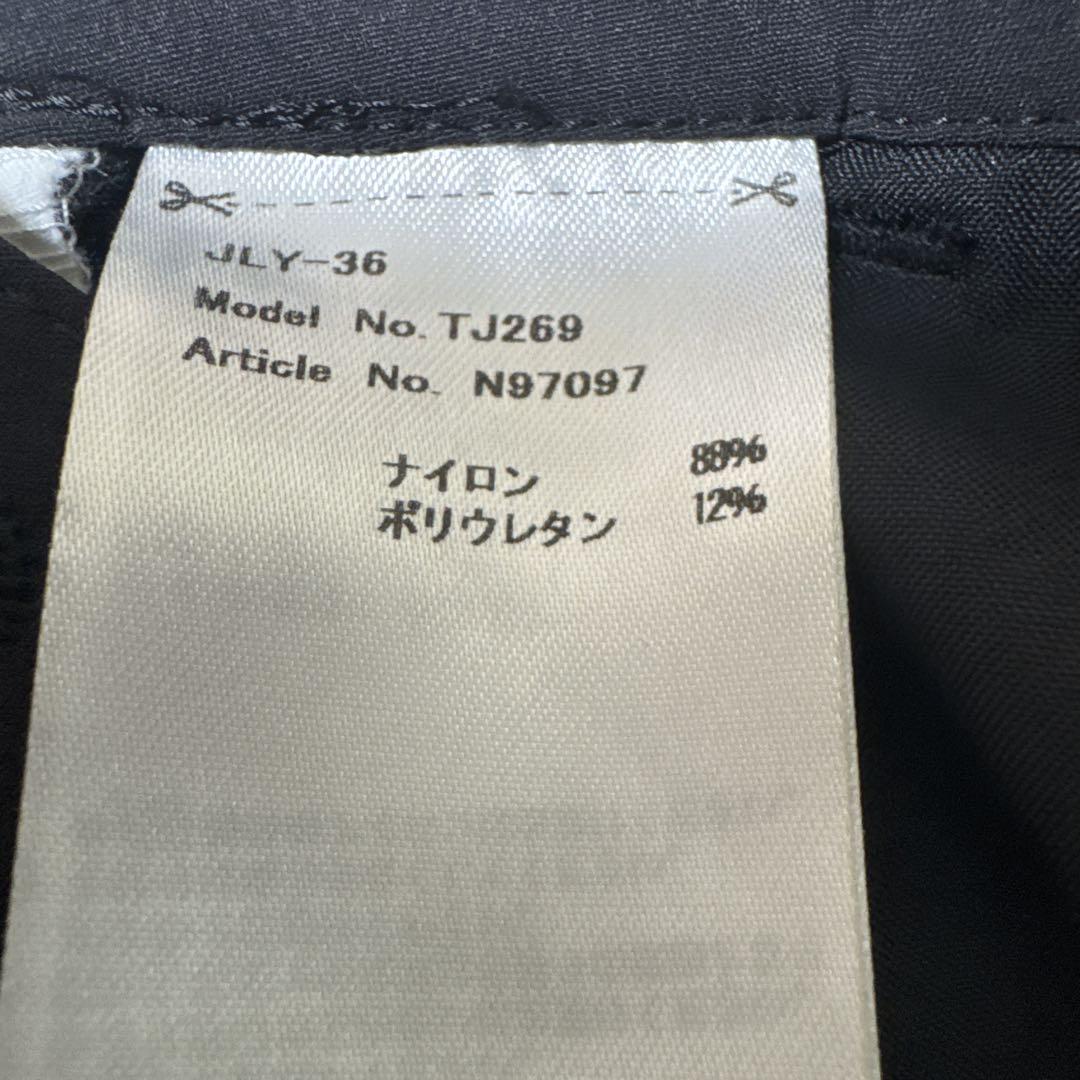 JLY-36
Model No. TJ269
Article No. N97097
ナイロン 88%
ポリウレタン 12%